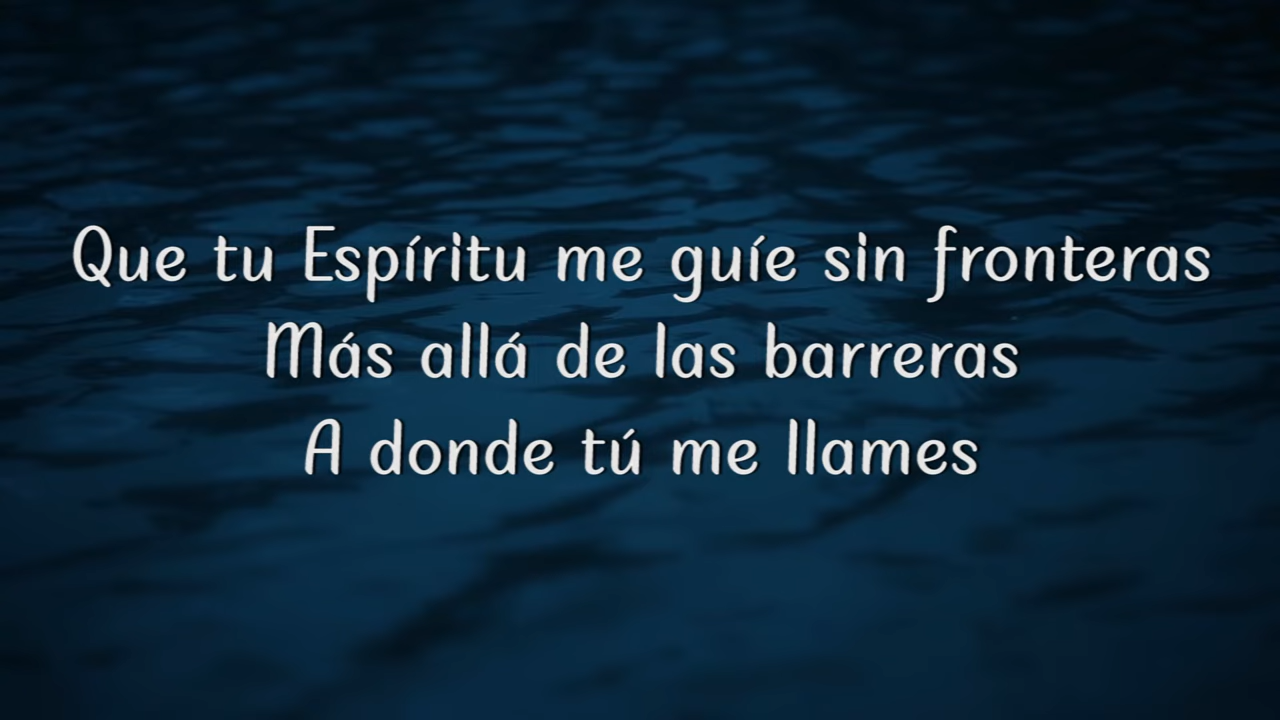 Que tu Espíritu me guíe sin fronteras
Más allá de las barreras
A donde tú me llames